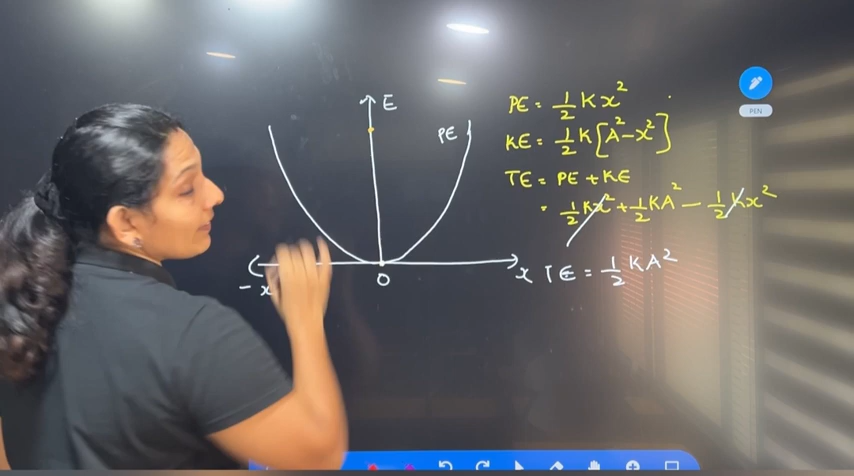 E
PE
-x
0
x
PE = 1/2 Kx²
KE = 1/2 K[A²-x²]
TE = PE + KE
= 1/2 Kx² + 1/2 KA² - 1/2 Kx²
TE = 1/2 KA²
PEN